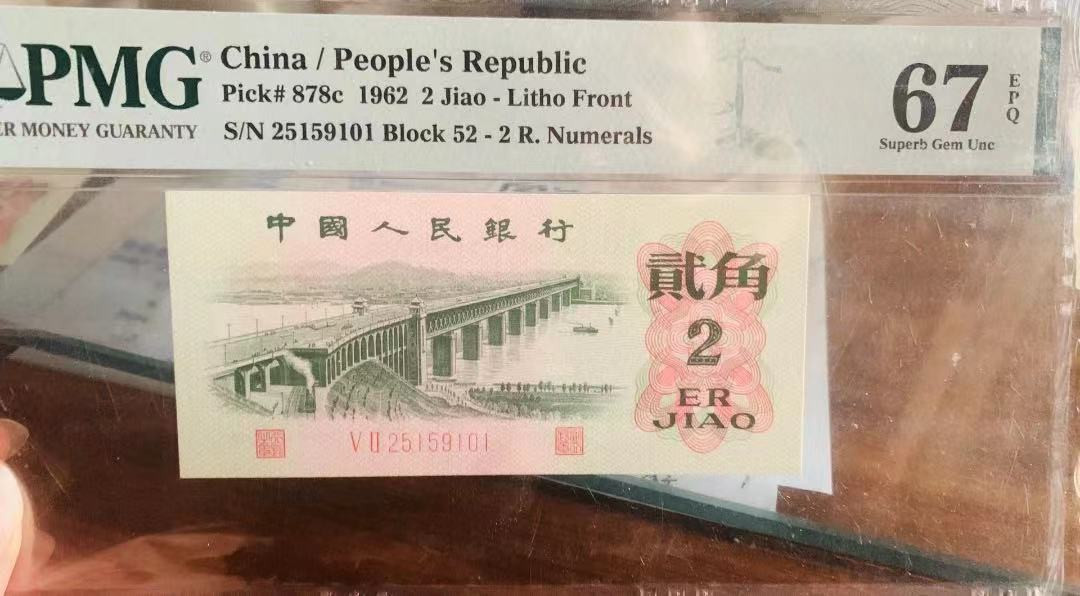 PMG® China / People's Republic
Pick# 878c 1962 2 Jiao - Litho Front
S/N 25159101 Block 52 - 2 R. Numerals
ER MONEY GUARANTY
67 EPQ
Superb Gem Unc
中國人民銀行
貳角
2
ER
JIAO
V II 25159101